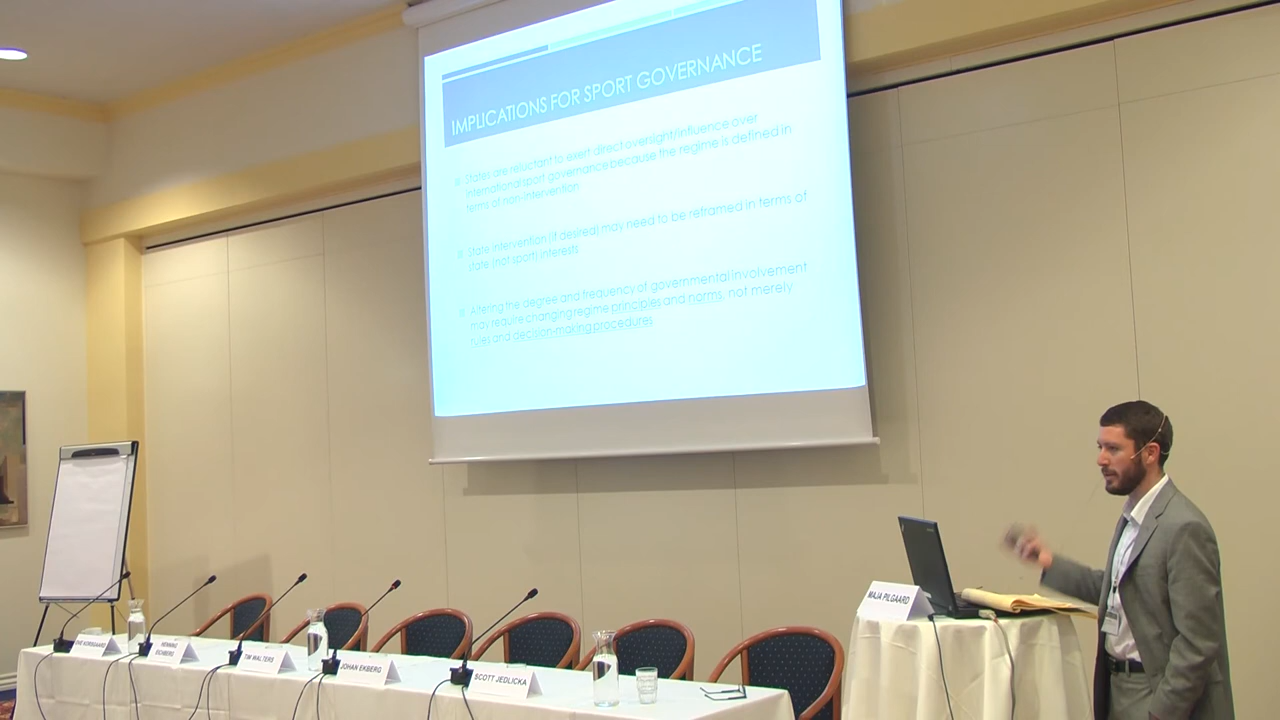 IMPLICATIONS FOR SPORT GOVERNANCE
States are reluctant to exert direct oversight/influence over
international sport governance because the regime is defined in
terms of non-intervention
State intervention (if desired) may need to be reframed in terms of
state (not sport) interests
Altering the degree and frequency of governmental involvement
may require changing regime principles and norms, not merely
rules and decision-making procedures
MAJA PILGAARD
OVE KORSGAARD
HENNING
EICHBERG
TIM WALTERS
JOHAN EKBERG
SCOTT JEDLICKA